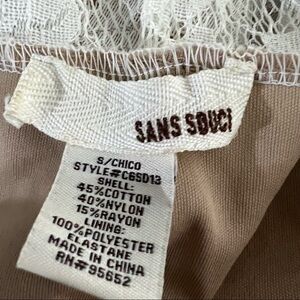 SANS SOUCI
S/CHICO
STYLE#C6SD13
SHELL:
45%COTTON
40%NYLON
15%RAYON
LINING:
100%POLYESTER
ELASTANE
MADE IN CHINA
RN#95652